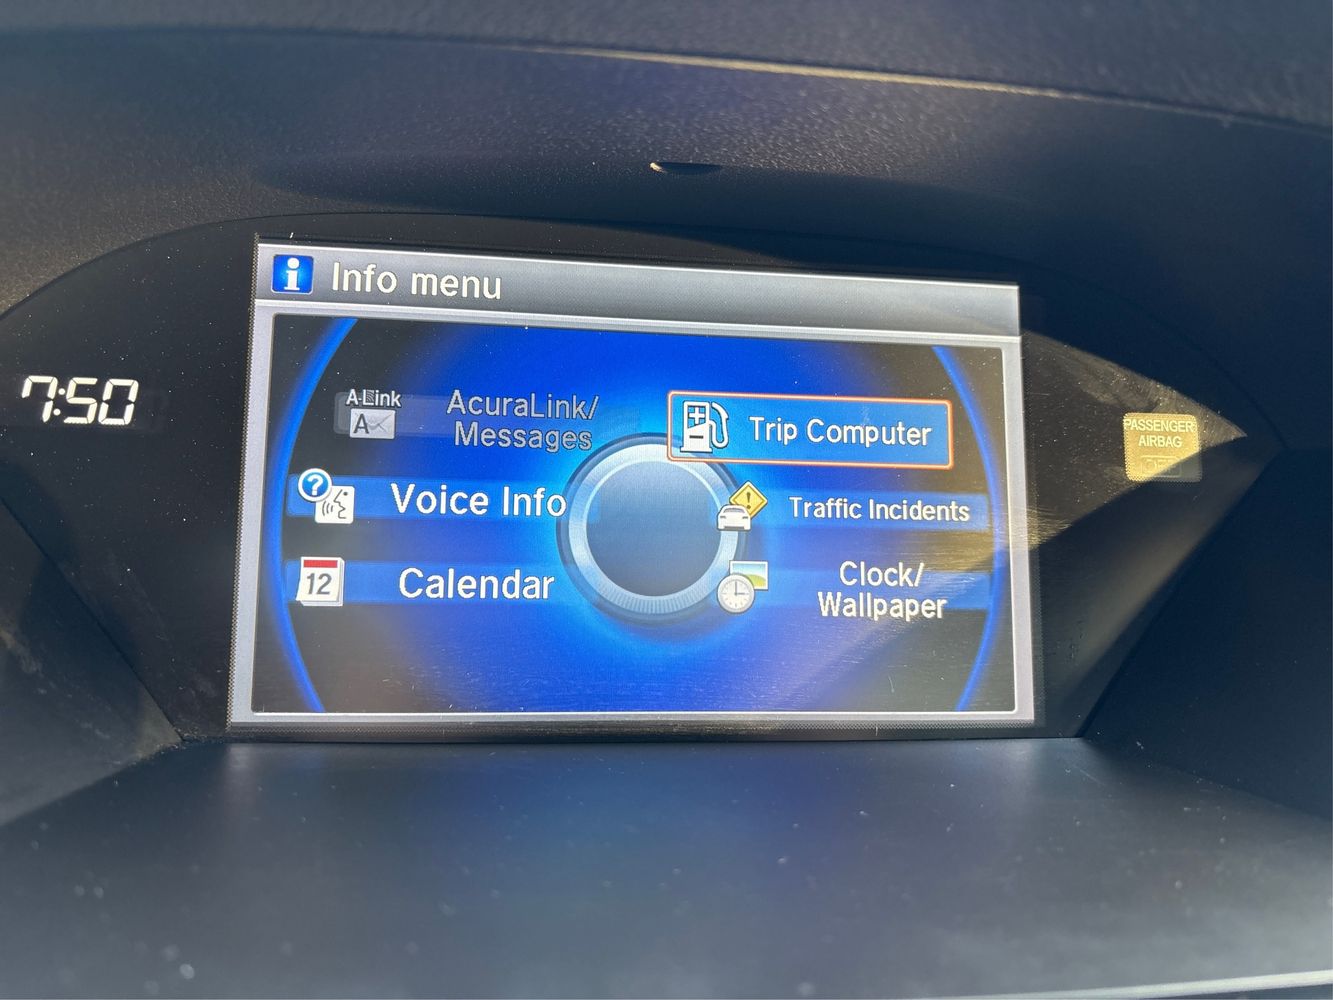 Info menu
7:50
A-Link
A
AcuraLink/
Messages
Trip Computer
PASSENGER
AIRBAG
OFF
?
Voice Info
Traffic Incidents
12
Calendar
Clock/
Wallpaper